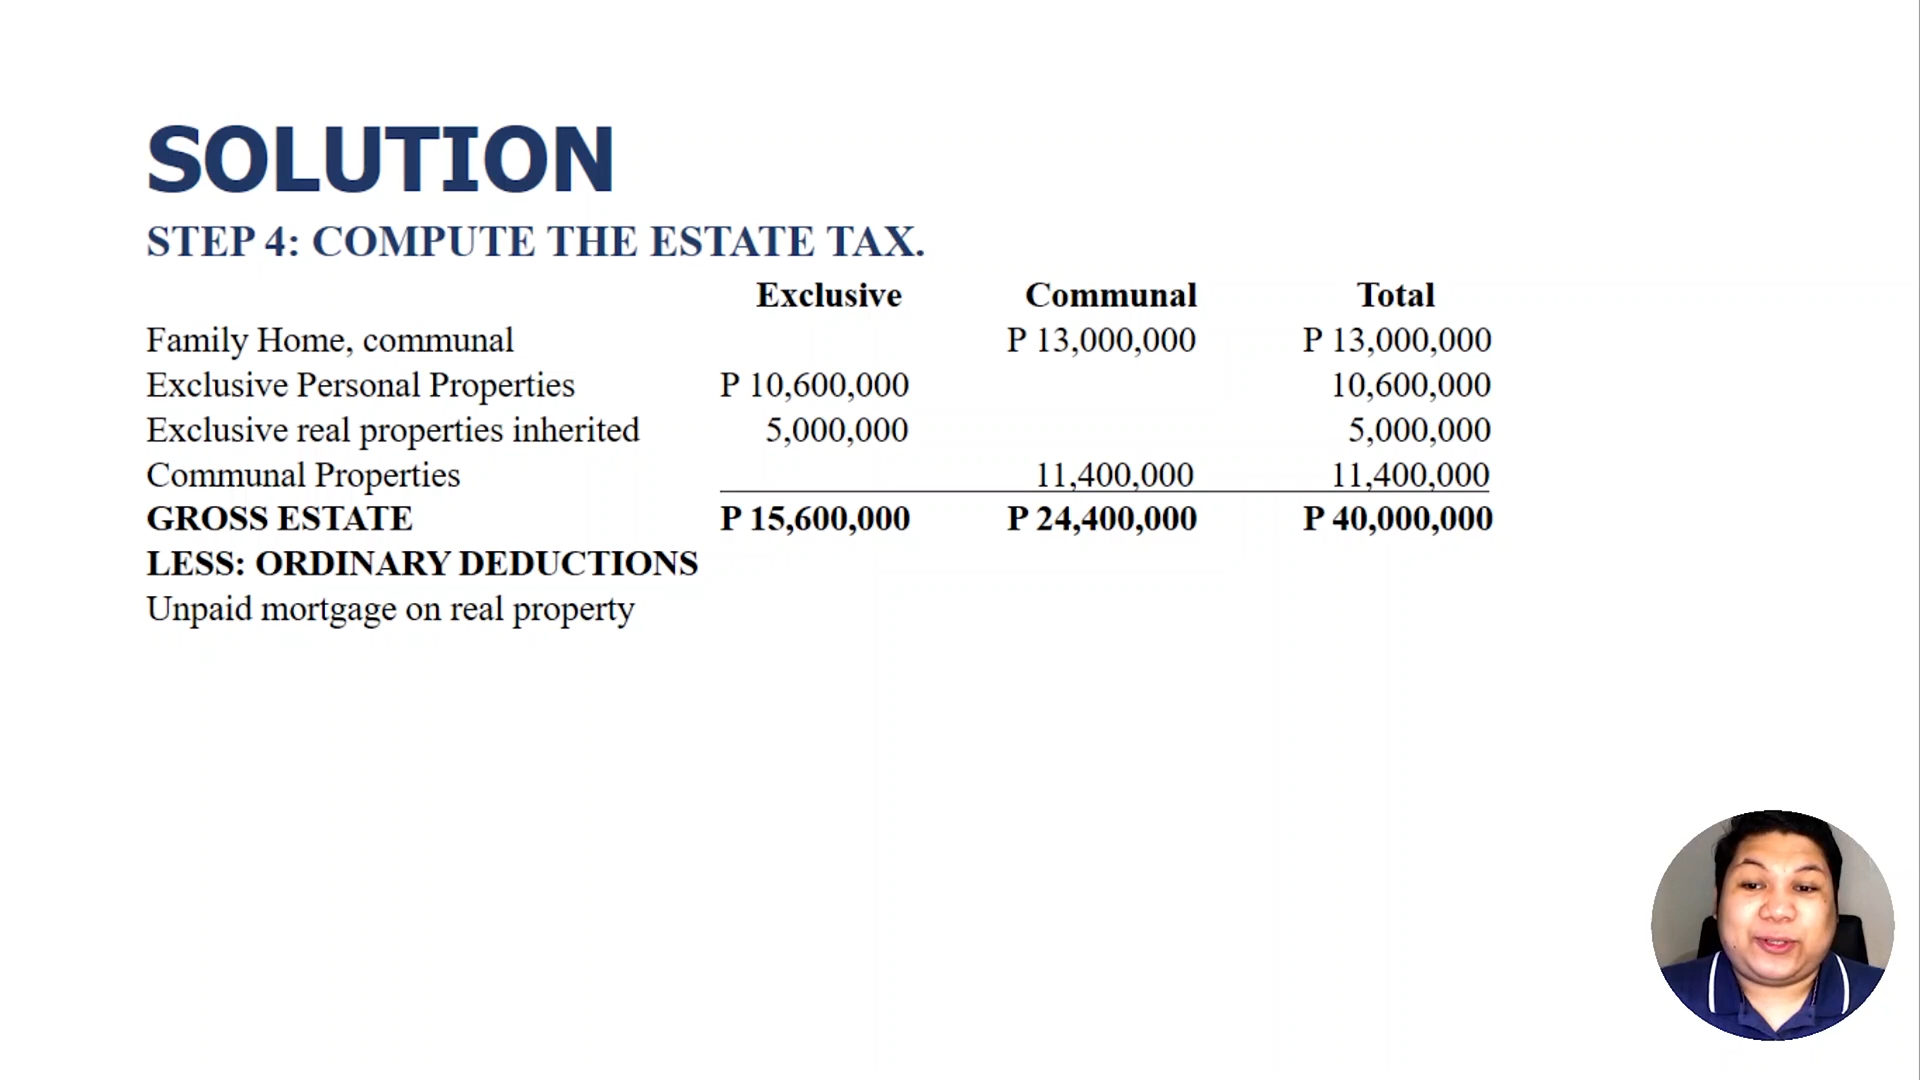 SOLUTION
STEP 4: COMPUTE THE ESTATE TAX.
Exclusive Communal Total
Family Home, communal P 13,000,000 P 13,000,000
Exclusive Personal Properties P 10,600,000 10,600,000
Exclusive real properties inherited 5,000,000 5,000,000
Communal Properties 11,400,000 11,400,000
GROSS ESTATE P 15,600,000 P 24,400,000 P 40,000,000
LESS: ORDINARY DEDUCTIONS
Unpaid mortgage on real property